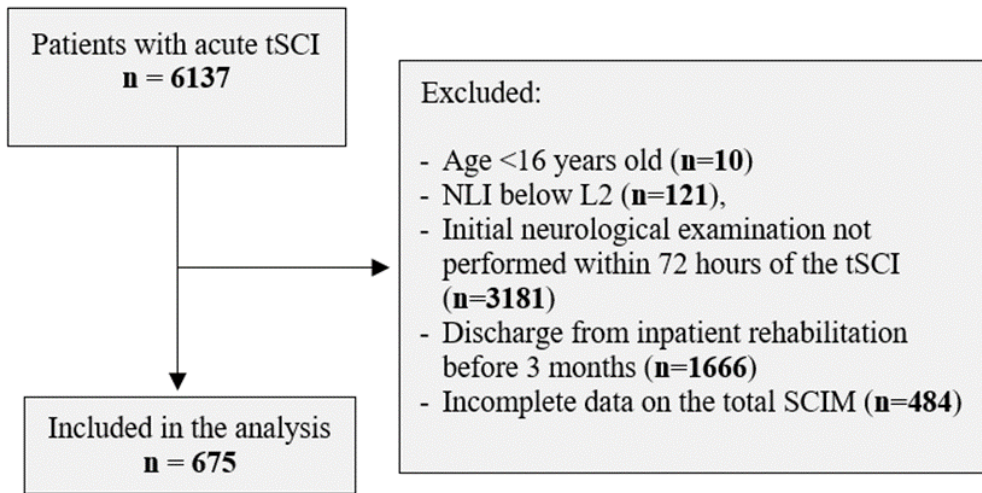 Patients with acute tSCI
n = 6137
Excluded:
- Age <16 years old (n=10)
- NLI below L2 (n=121),
- Initial neurological examination not
performed within 72 hours of the tSCI
(n=3181)
- Discharge from inpatient rehabilitation
before 3 months (n=1666)
- Incomplete data on the total SCIM (n=484)
Included in the analysis
n = 675